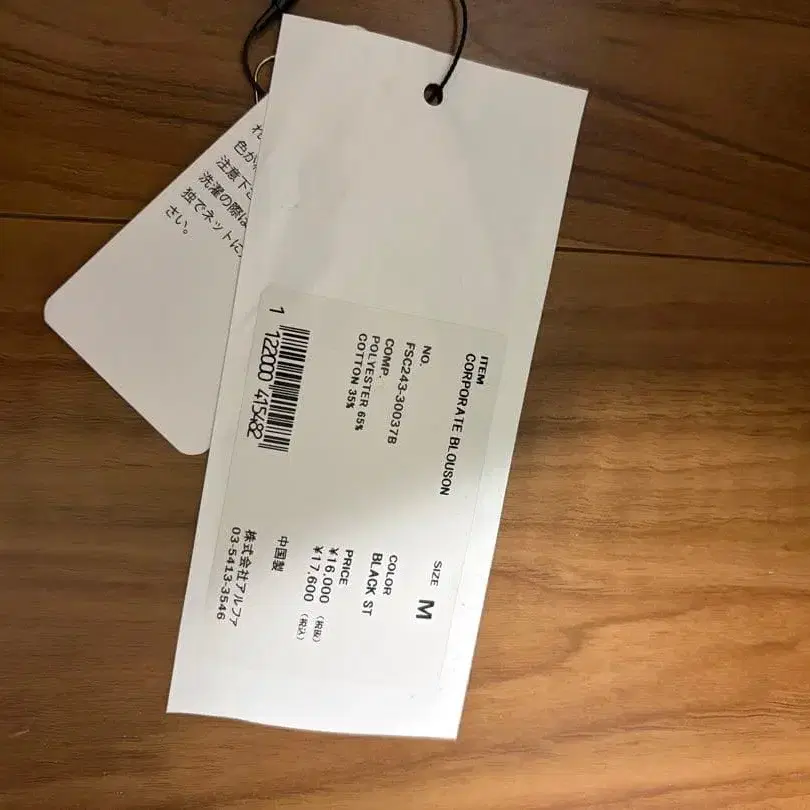 ITEM
CORPORATE BLOUSON
NO.
FSC243-30037B
COMP.
POLYESTER 65%
COTTON 35%
1 122000 415482
SIZE M
COLOR
BLACK ST
PRICE
¥16,000 (税抜)
¥17,600 (税込)
中国製
株式会社アルファ
03-5413-3546
色が
注意下さ
洗濯の際は
独でネットに
さい。